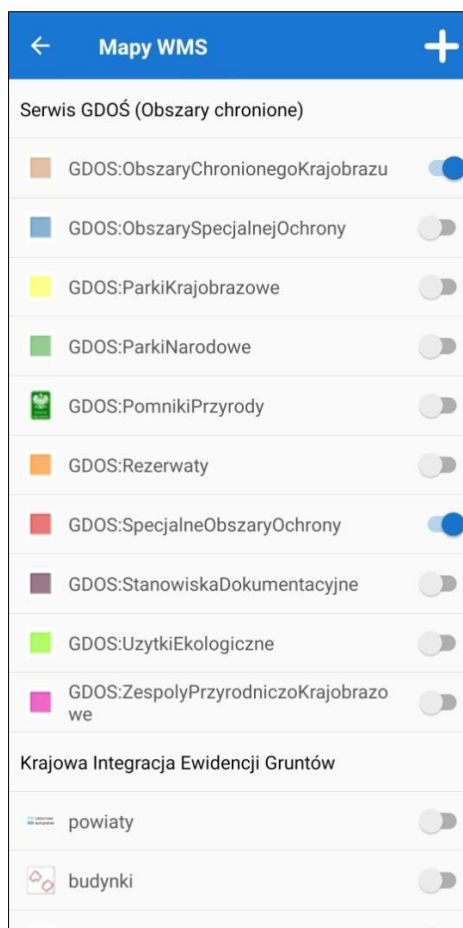 Mapy WMS
Serwis GDOŚ (Obszary chronione)
GDOS:ObszaryChronionegoKrajobrazu
GDOS:ObszarySpecjalnejOchrony
GDOS:ParkiKrajobrazowe
GDOS:ParkiNarodowe
GDOS:PomnikiPrzyrody
GDOS:Rezerwaty
GDOS:SpecjalneObszaryOchrony
GDOS:StanowiskaDokumentacyjne
GDOS:UzytkiEkologiczne
GDOS:ZespolyPrzyrodniczoKrajobrazo
we
Krajowa Integracja Ewidencji Gruntów
powiaty
budynki